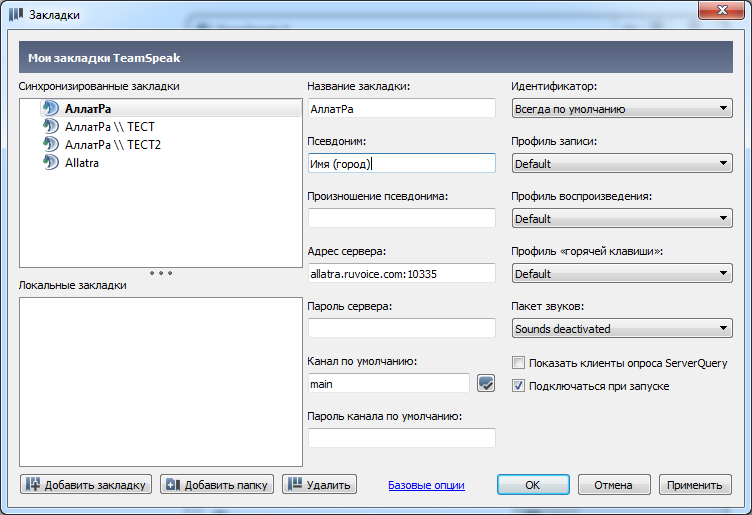 Закладки
Мои закладки TeamSpeak
Синхронизированные закладки
АллатРа
АллатРа \\ ТЕСТ
АллатРа \\ ТЕСТ2
Allatra
Локальные закладки
Название закладки:
АллатРа
Псевдоним:
Имя (город)
Произношение псевдонима:
Адрес сервера:
allatra.ruvoice.com:10335
Пароль сервера:
Канал по умолчанию:
main
Пароль канала по умолчанию:
Идентификатор:
Всегда по умолчанию
Профиль записи:
Default
Профиль воспроизведения:
Default
Профиль «горячей клавиши»:
Default
Пакет звуков:
Sounds deactivated
Показать клиенты опроса ServerQuery
Подключаться при запуске
Добавить закладку
Добавить папку
Удалить
Базовые опции
OK
Отмена
Применить